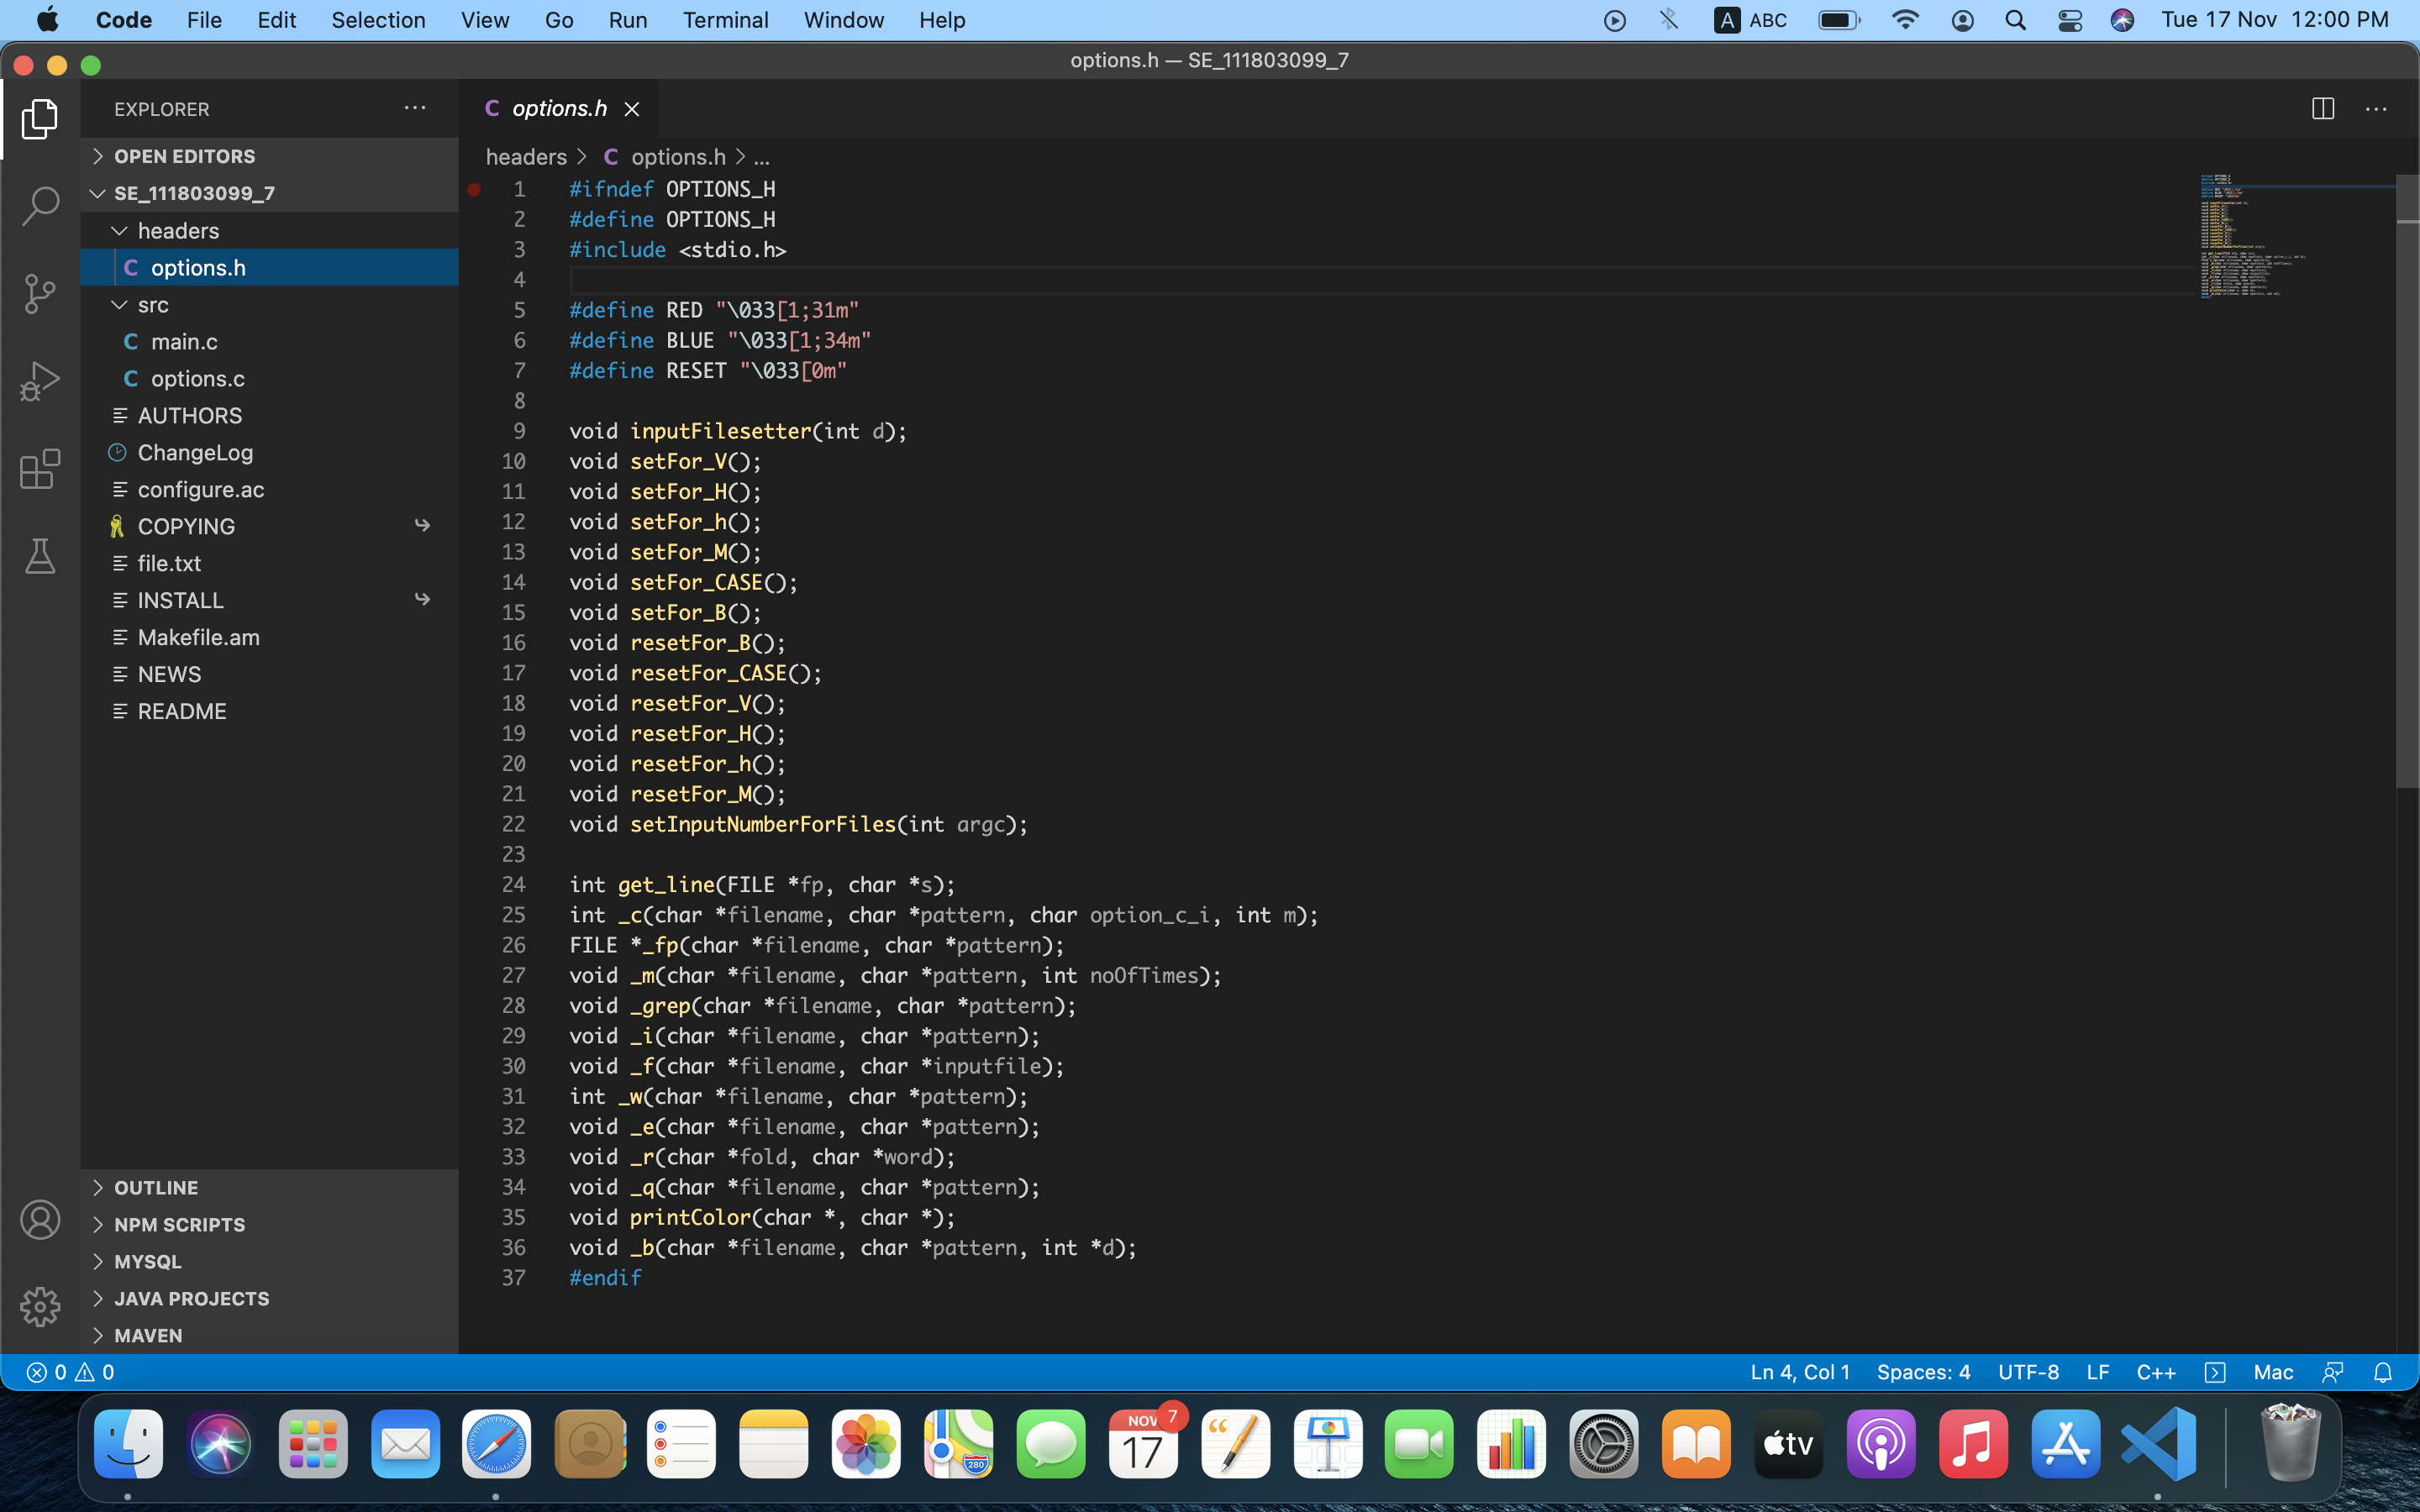 Code File Edit Selection View Go Run Terminal Window Help A ABC Tue 17 Nov 12:00 PM
options.h — SE_111803099_7
EXPLORER
OPEN EDITORS
SE_111803099_7
headers
C options.h
src
C main.c
C options.c
AUTHORS
ChangeLog
configure.ac
COPYING
file.txt
INSTALL
Makefile.am
NEWS
README
OUTLINE
NPM SCRIPTS
MYSQL
JAVA PROJECTS
MAVEN
C options.h
headers > C options.h > ...
1 #ifndef OPTIONS_H
2 #define OPTIONS_H
3 #include <stdio.h>
4
5 #define RED "\033[1;31m"
6 #define BLUE "\033[1;34m"
7 #define RESET "\033[0m"
8
9 void inputFilesetter(int d);
10 void setFor_V();
11 void setFor_H();
12 void setFor_h();
13 void setFor_M();
14 void setFor_CASE();
15 void setFor_B();
16 void resetFor_B();
17 void resetFor_CASE();
18 void resetFor_V();
19 void resetFor_H();
20 void resetFor_h();
21 void resetFor_M();
22 void setInputNumberForFiles(int argc);
23
24 int get_line(FILE *fp, char *s);
25 int _c(char *filename, char *pattern, char option_c_i, int m);
26 FILE *_fp(char *filename, char *pattern);
27 void _m(char *filename, char *pattern, int noOfTimes);
28 void _grep(char *filename, char *pattern);
29 void _i(char *filename, char *pattern);
30 void _f(char *filename, char *inputfile);
31 int _w(char *filename, char *pattern);
32 void _e(char *filename, char *pattern);
33 void _r(char *fold, char *word);
34 void _q(char *filename, char *pattern);
35 void printColor(char *, char *);
36 void _b(char *filename, char *pattern, int *d);
37 #endif
0 0 Ln 4, Col 1 Spaces: 4 UTF-8 LF C++ Mac
NOV 7
17
280
tv